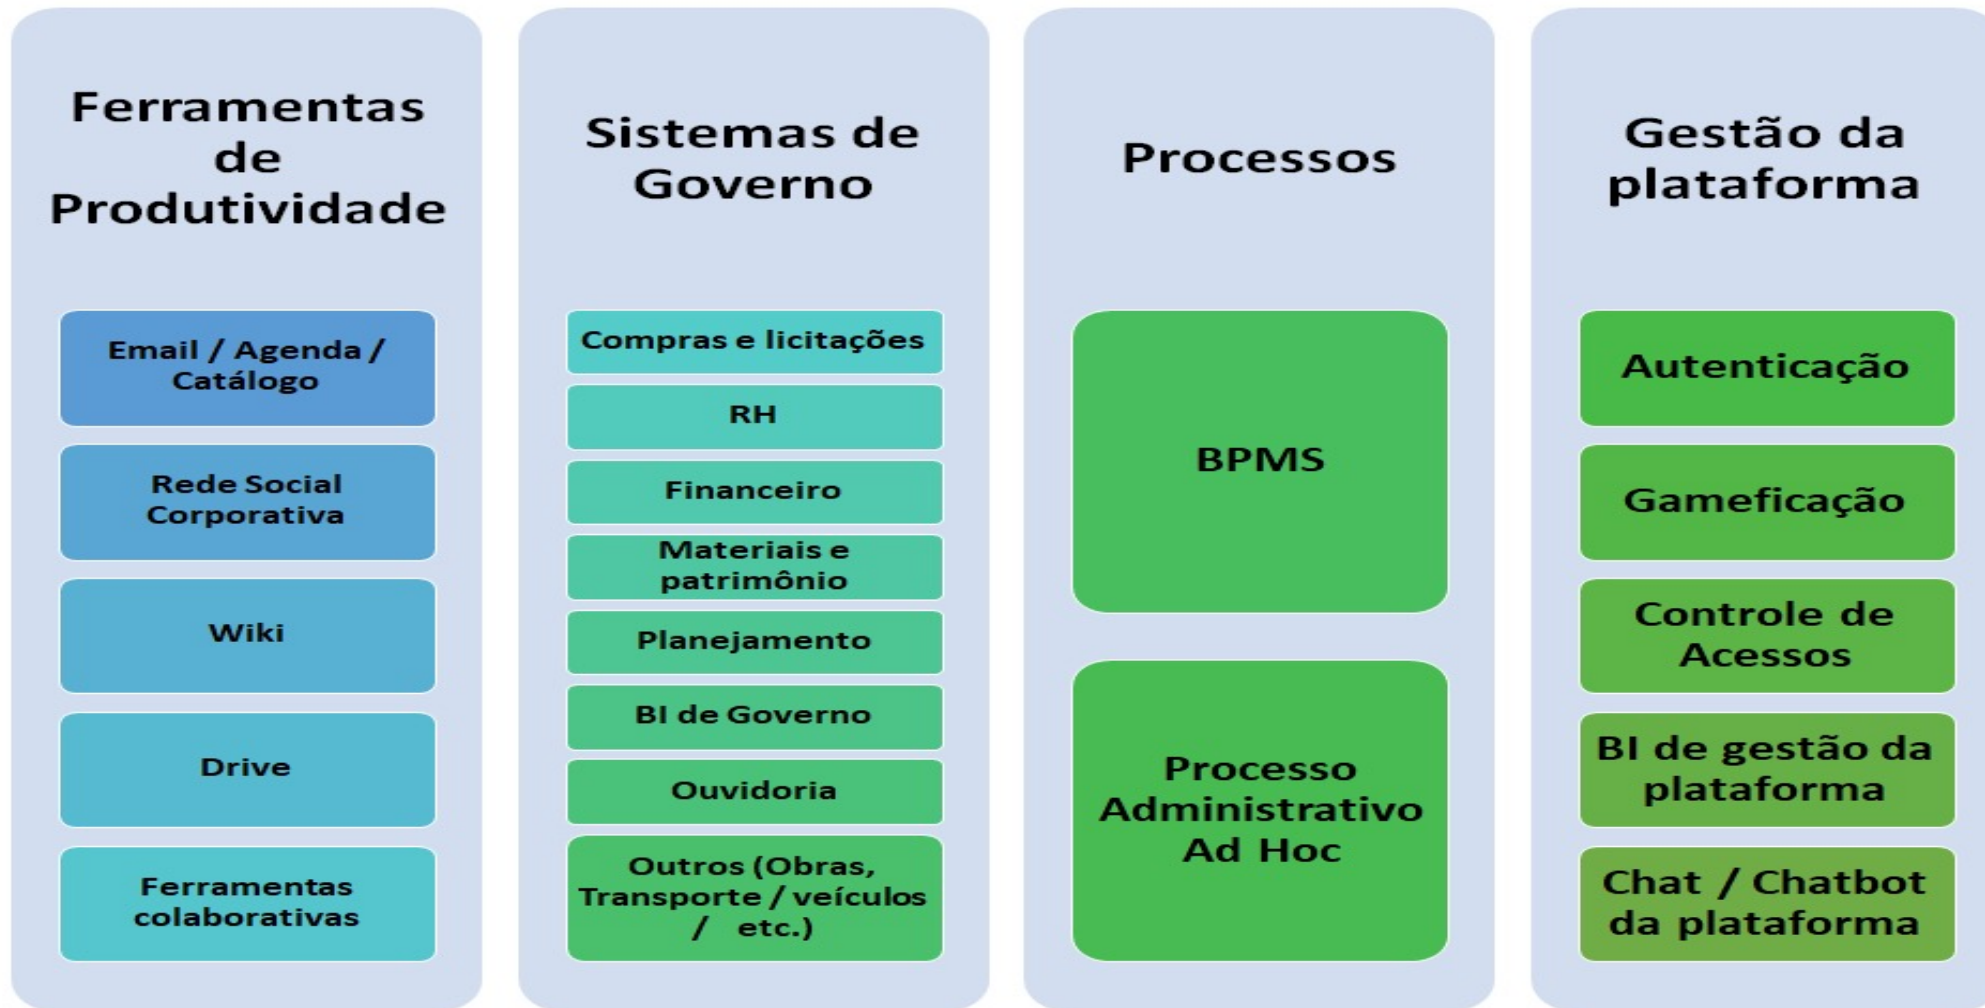 Ferramentas
de
Produtividade
Email / Agenda /
Catálogo
Rede Social
Corporativa
Wiki
Drive
Ferramentas
colaborativas
Sistemas de
Governo
Compras e licitações
RH
Financeiro
Materiais e
patrimônio
Planejamento
BI de Governo
Ouvidoria
Outros (Obras,
Transporte / veículos
/ etc.)
Processos
BPMS
Processo
Administrativo
Ad Hoc
Gestão da
plataforma
Autenticação
Gameficação
Controle de
Acessos
BI de gestão da
plataforma
Chat / Chatbot
da plataforma